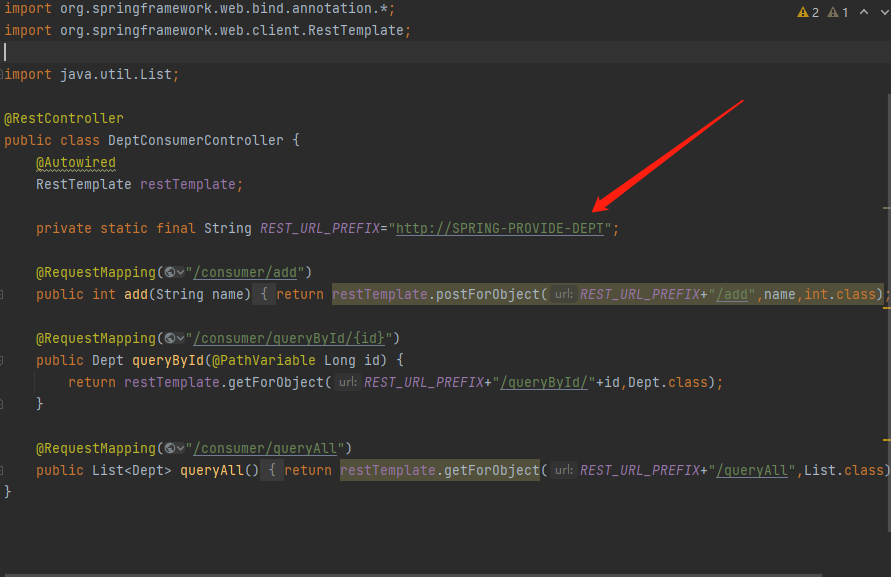 import org.springframework.web.bind.annotation.*;
2 1
import org.springframework.web.client.RestTemplate;
import java.util.List;
@RestController
public class DeptConsumerController {
@Autowired
RestTemplate restTemplate;
private static final String REST_URL_PREFIX="http://SPRING-PROVIDE-DEPT";
@RequestMapping("/consumer/add")
public int add(String name) { return restTemplate.postForObject( url: REST_URL_PREFIX+"/add",name,int.class);
@RequestMapping("/consumer/queryById/{id}")
public Dept queryById(@PathVariable Long id) {
return restTemplate.getForObject( url: REST_URL_PREFIX+"/queryById/"+id,Dept.class);
}
@RequestMapping("/consumer/queryAll")
public List<Dept> queryAll() { return restTemplate.getForObject( url: REST_URL_PREFIX+"/queryAll",List.class)
}